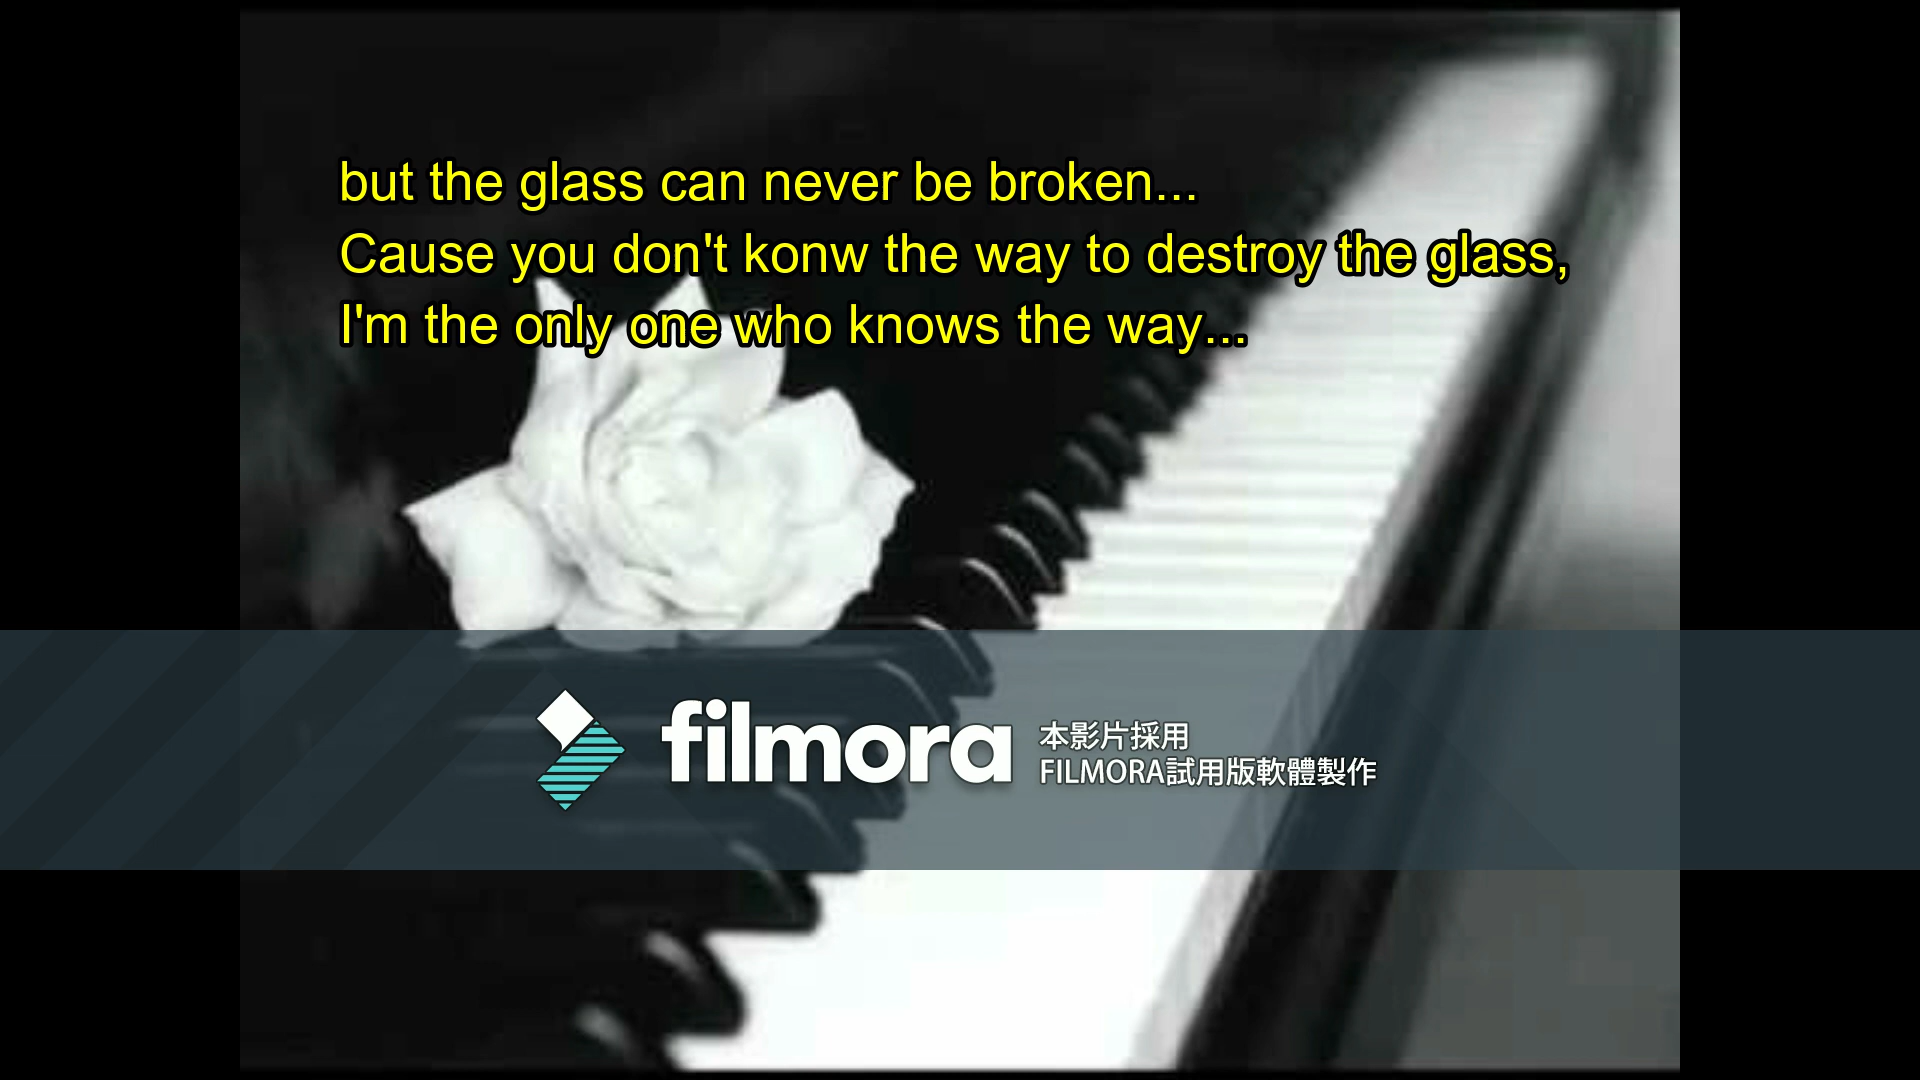 but the glass can never be broken...
Cause you don't konw the way to destroy the glass,
I'm the only one who knows the way...
filmora
本影片採用
FILMORA試用版軟體製作